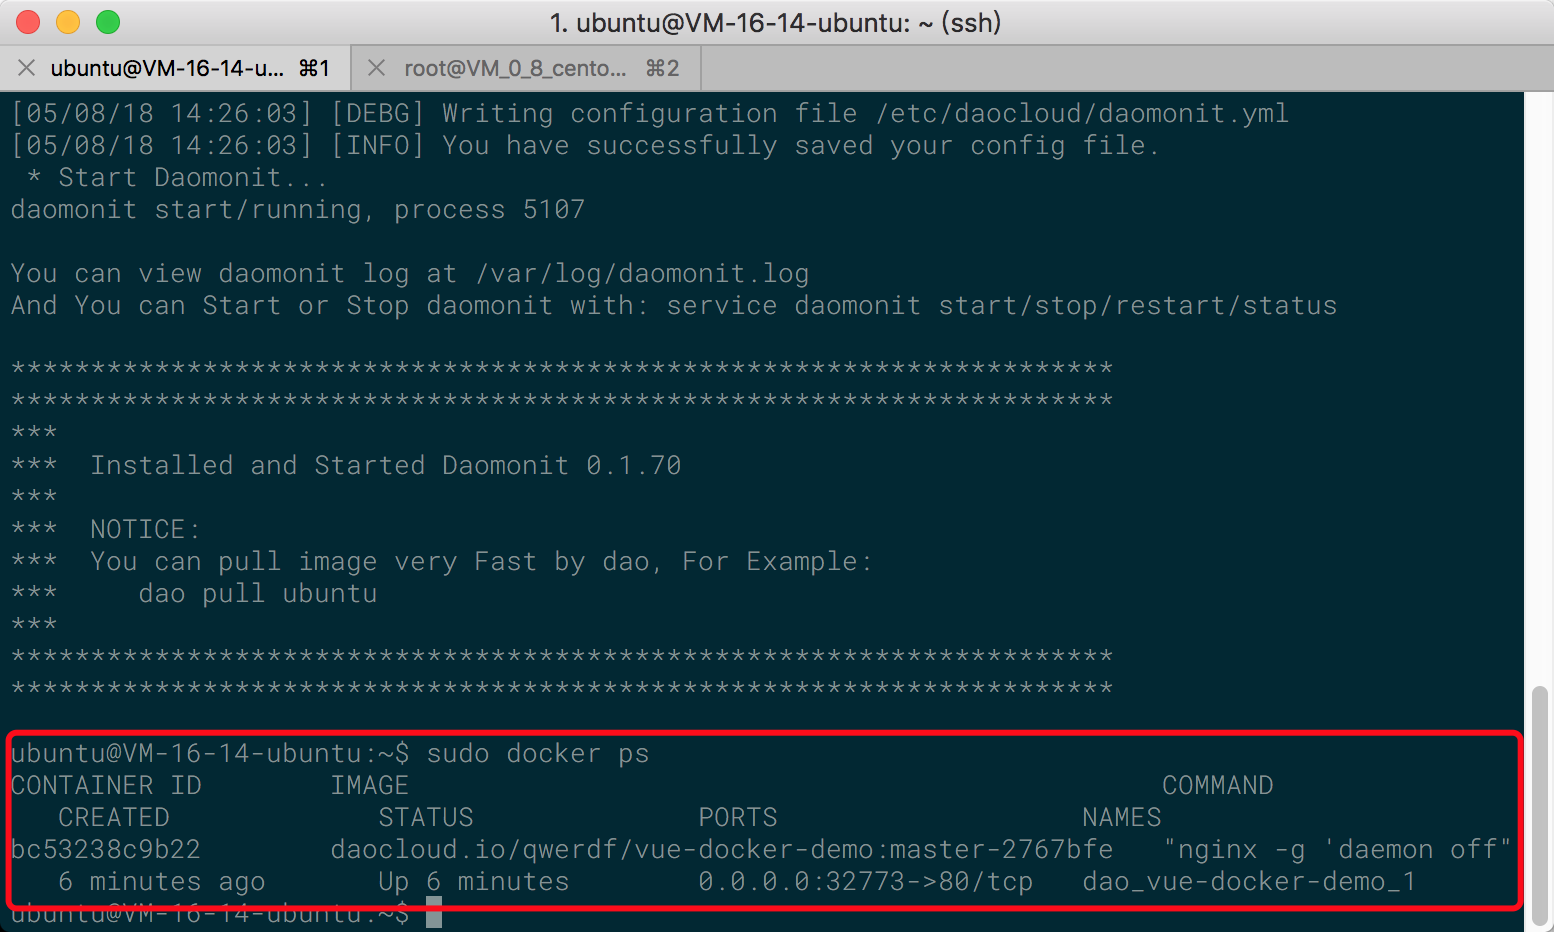 1. ubuntu@VM-16-14-ubuntu: ~ (ssh)
ubuntu@VM-16-14-u... ⌘1 root@VM_0_8_cento... ⌘2
[05/08/18 14:26:03] [DEBG] Writing configuration file /etc/daocloud/daomonit.yml
[05/08/18 14:26:03] [INFO] You have successfully saved your config file.
 * Start Daomonit...
daomonit start/running, process 5107
You can view daomonit log at /var/log/daomonit.log
And You can Start or Stop daomonit with: service daomonit start/stop/restart/status
*********************************************************************
*********************************************************************
***
***  Installed and Started Daomonit 0.1.70
***
***  NOTICE:
***  You can pull image very Fast by dao, For Example:
***     dao pull ubuntu
***
*********************************************************************
*********************************************************************
ubuntu@VM-16-14-ubuntu:~$ sudo docker ps
CONTAINER ID        IMAGE                                               COMMAND
   CREATED             STATUS              PORTS                   NAMES
bc53238c9b22        daocloud.io/qwerdf/vue-docker-demo:master-2767bfe   "nginx -g 'daemon off"
   6 minutes ago       Up 6 minutes        0.0.0.0:32773->80/tcp   dao_vue-docker-demo_1
ubuntu@VM-16-14-ubuntu:~$